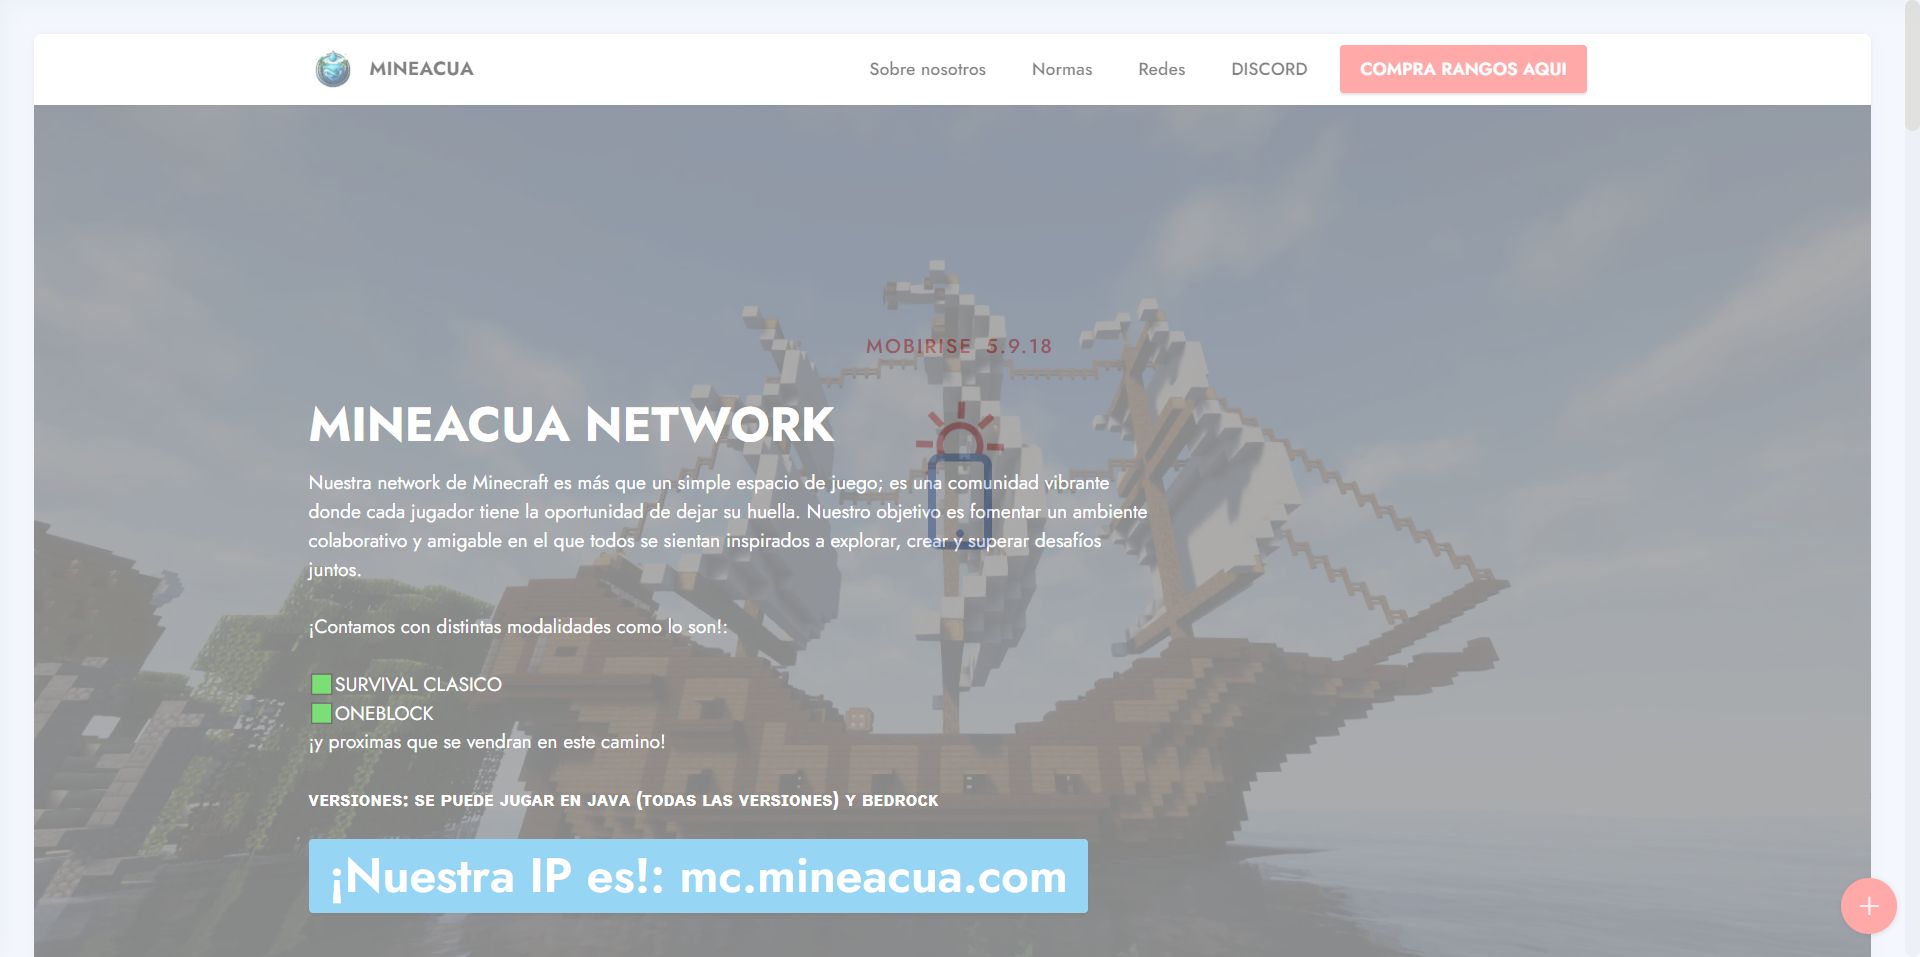 MINEACUA
Sobre nosotros
Normas
Redes
DISCORD
COMPRA RANGOS AQUI
MOBIRISE 5.9.18
MINEACUA NETWORK
Nuestra network de Minecraft es más que un simple espacio de juego; es una comunidad vibrante
donde cada jugador tiene la oportunidad de dejar su huella. Nuestro objetivo es fomentar un ambiente
colaborativo y amigable en el que todos se sientan inspirados a explorar, crear y superar desafíos
juntos.
¡Contamos con distintas modalidades como lo son!:
🟩SURVIVAL CLASICO
🟩ONEBLOCK
¡y proximas que se vendran en este camino!
VERSIONES: SE PUEDE JUGAR EN JAVA (TODAS LAS VERSIONES) Y BEDROCK
¡Nuestra IP es!: mc.mineacua.com